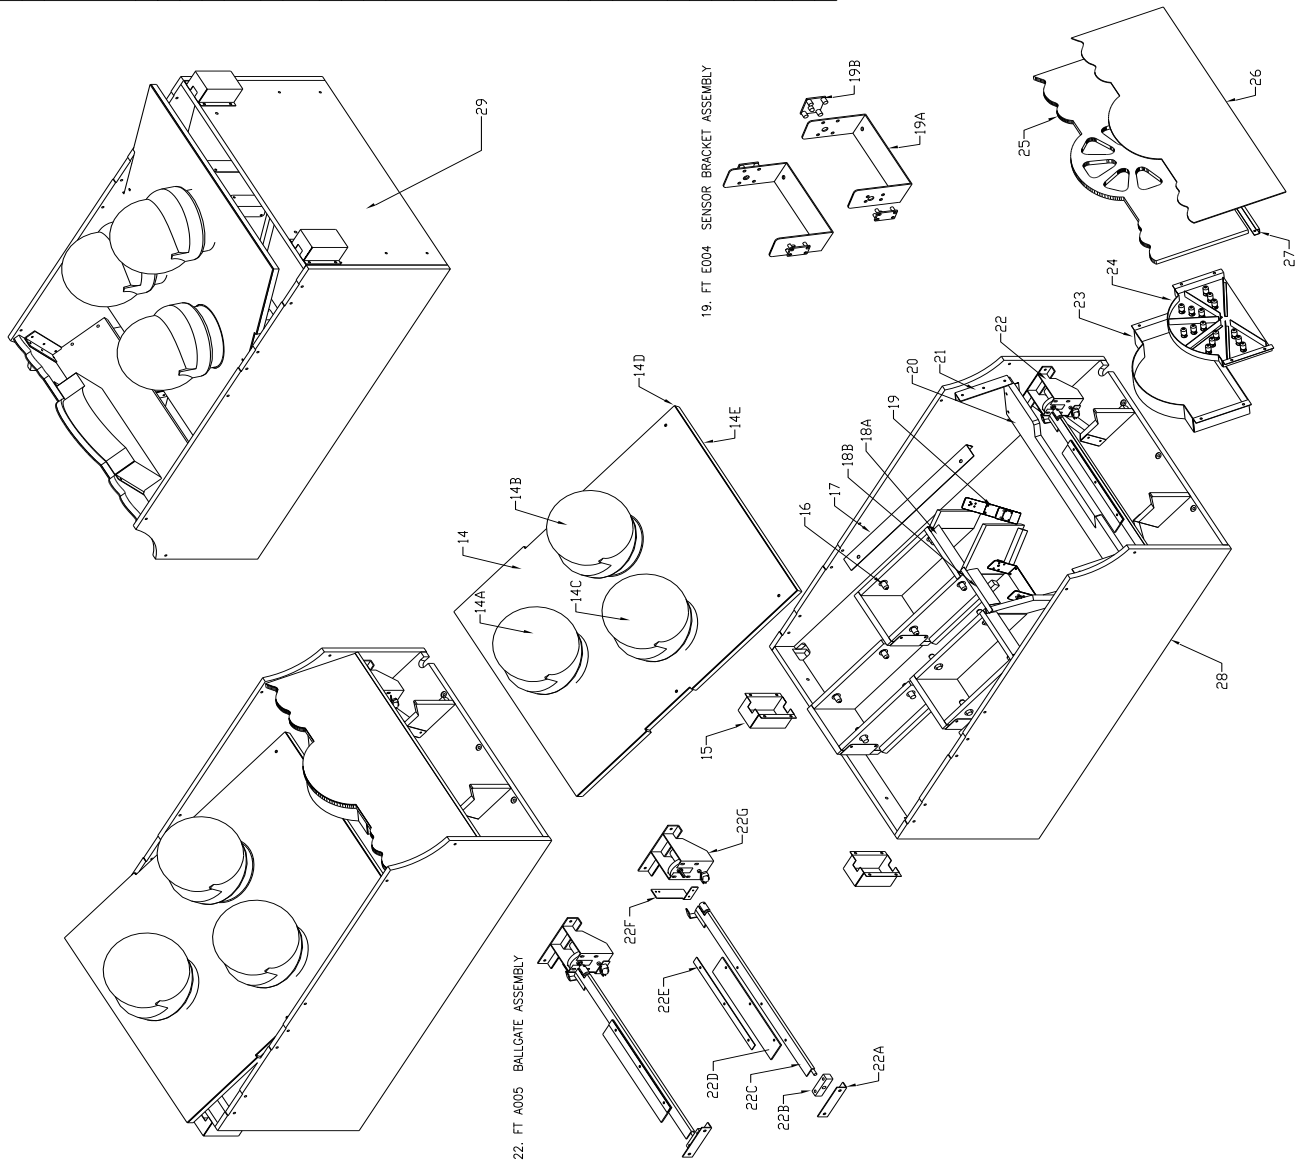 29
19. FT E004 SENSOR BRACKET ASSEMBLY
19B
19A
25
26
27
24
23
14
14A
14B
14C
14D
14E
15
16
17
18B
18A
19
20
21
22
28
22. FT A005 BALLGATE ASSEMBLY
22G
22F
22E
22D
22C
22B
22A